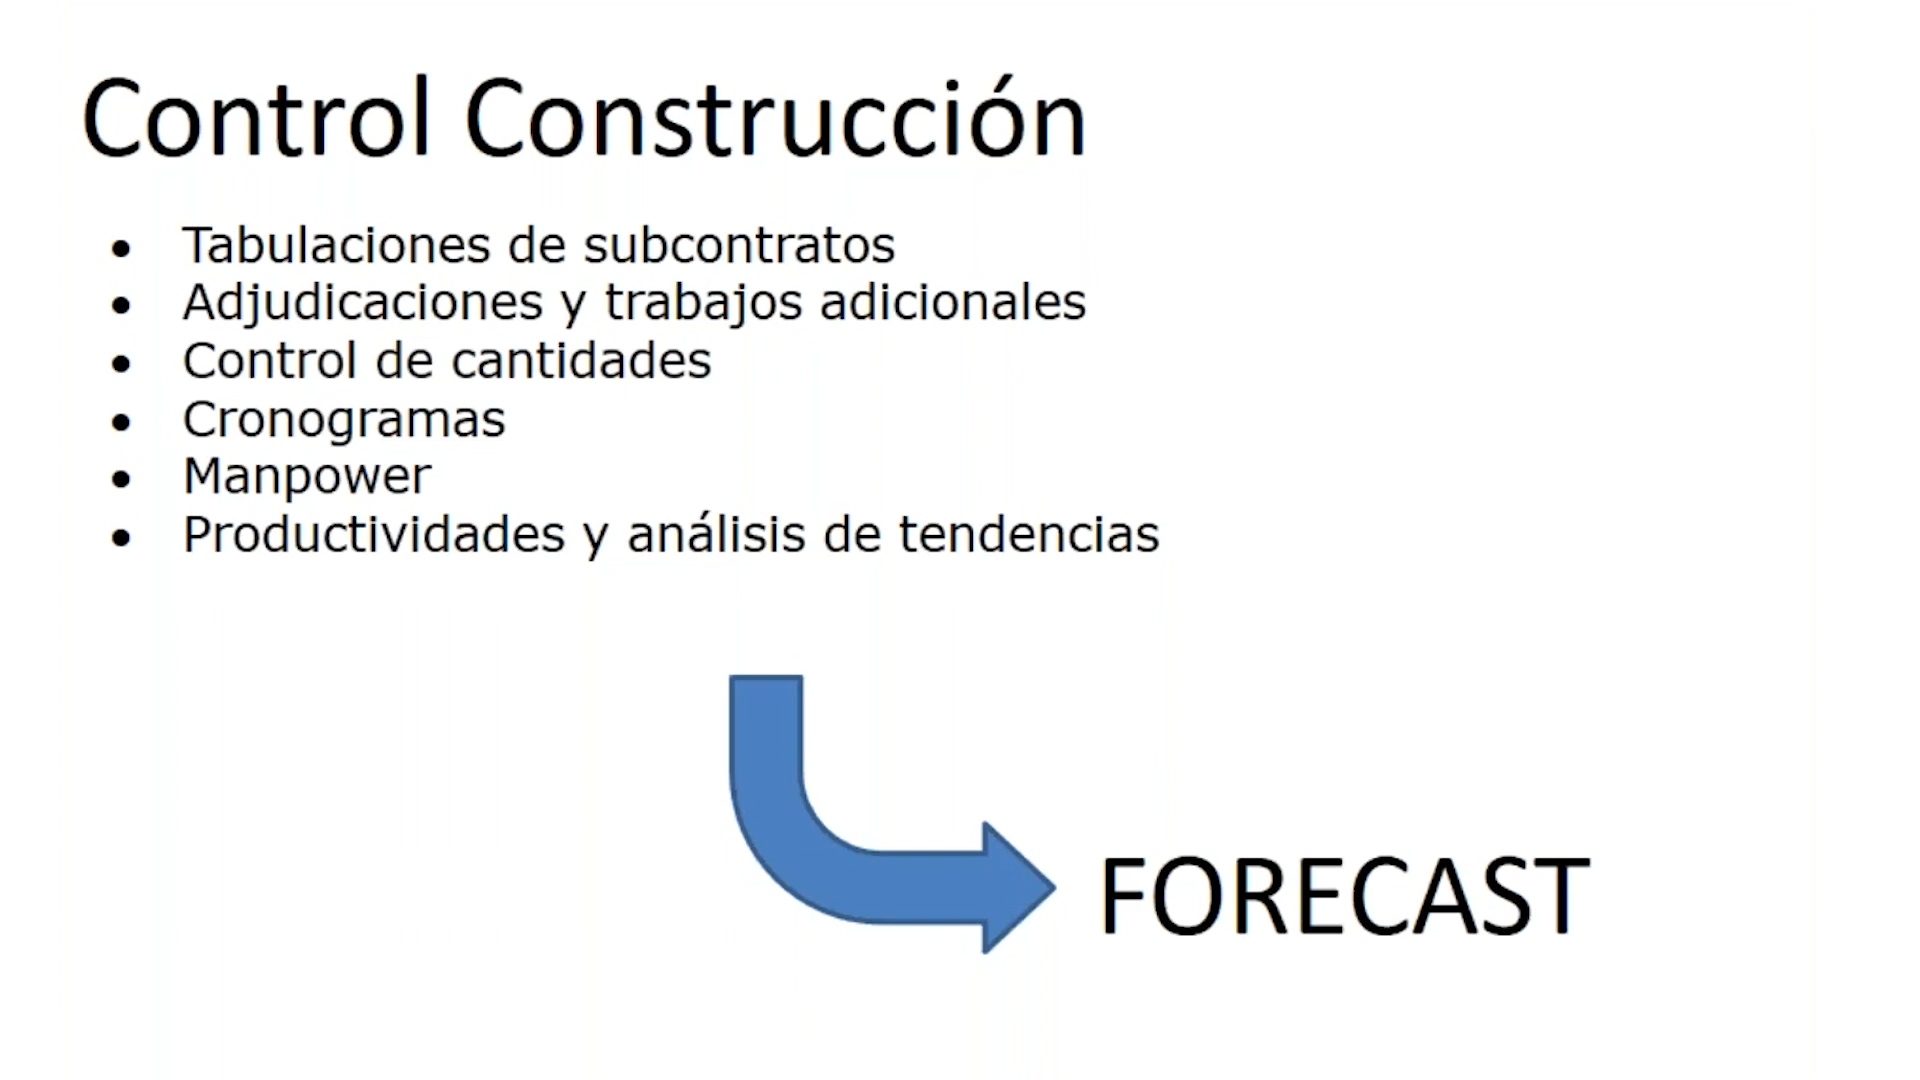 Control Construcción
• Tabulaciones de subcontratos
• Adjudicaciones y trabajos adicionales
• Control de cantidades
• Cronogramas
• Manpower
• Productividades y análisis de tendencias
FORECAST